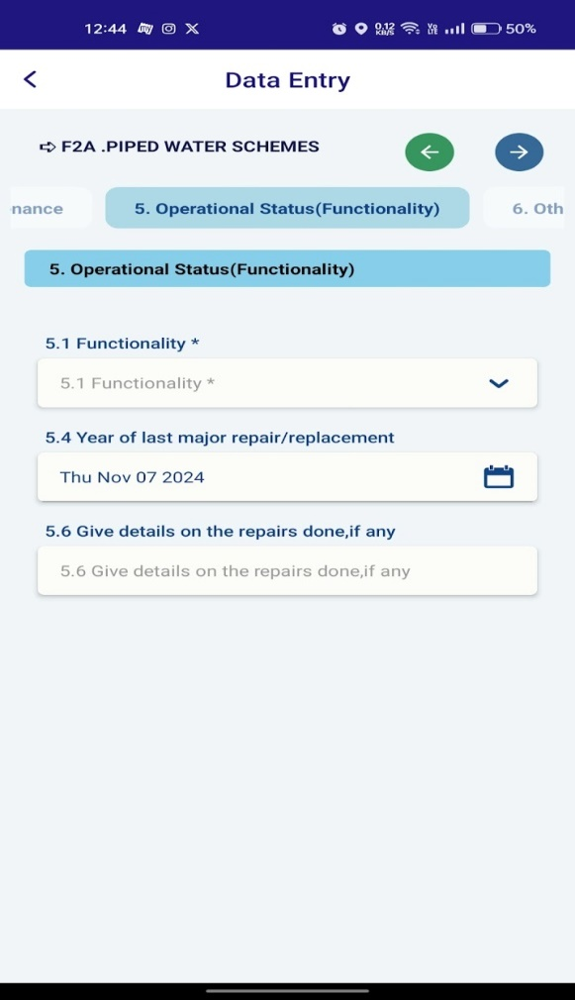 12:44 0.12 KB/S Vo LTE 50%
Data Entry
➪ F2A .PIPED WATER SCHEMES
nance 5. Operational Status(Functionality) 6. Oth
5. Operational Status(Functionality)
5.1 Functionality *
5.1 Functionality *
5.4 Year of last major repair/replacement
Thu Nov 07 2024
5.6 Give details on the repairs done,if any
5.6 Give details on the repairs done,if any